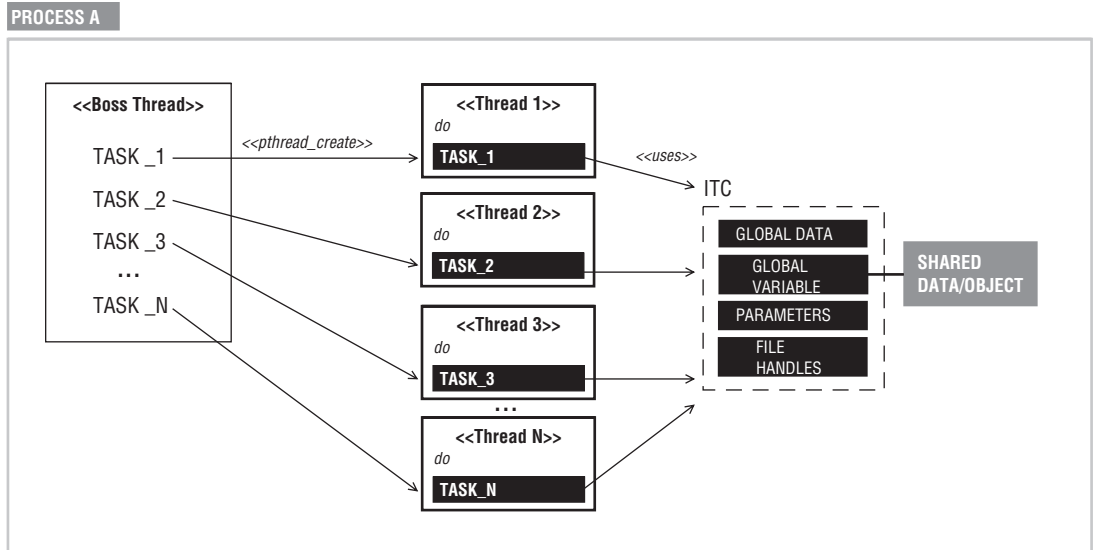 PROCESS A
<<Boss Thread>>
TASK _1
TASK _2
TASK _3
...
TASK _N
<<pthread_create>>
<<Thread 1>>
do
TASK_1
<<Thread 2>>
do
TASK_2
<<Thread 3>>
do
TASK_3
...
<<Thread N>>
do
TASK_N
<<uses>>
ITC
GLOBAL DATA
GLOBAL
VARIABLE
PARAMETERS
FILE
HANDLES
SHARED
DATA/OBJECT